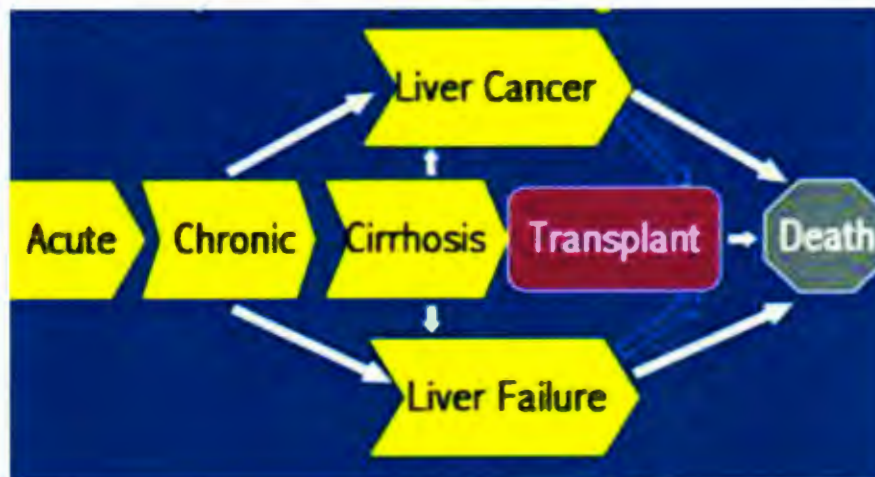 Liver Cancer
Acute
Chronic
Cirrhosis
Transplant
Death
Liver Failure